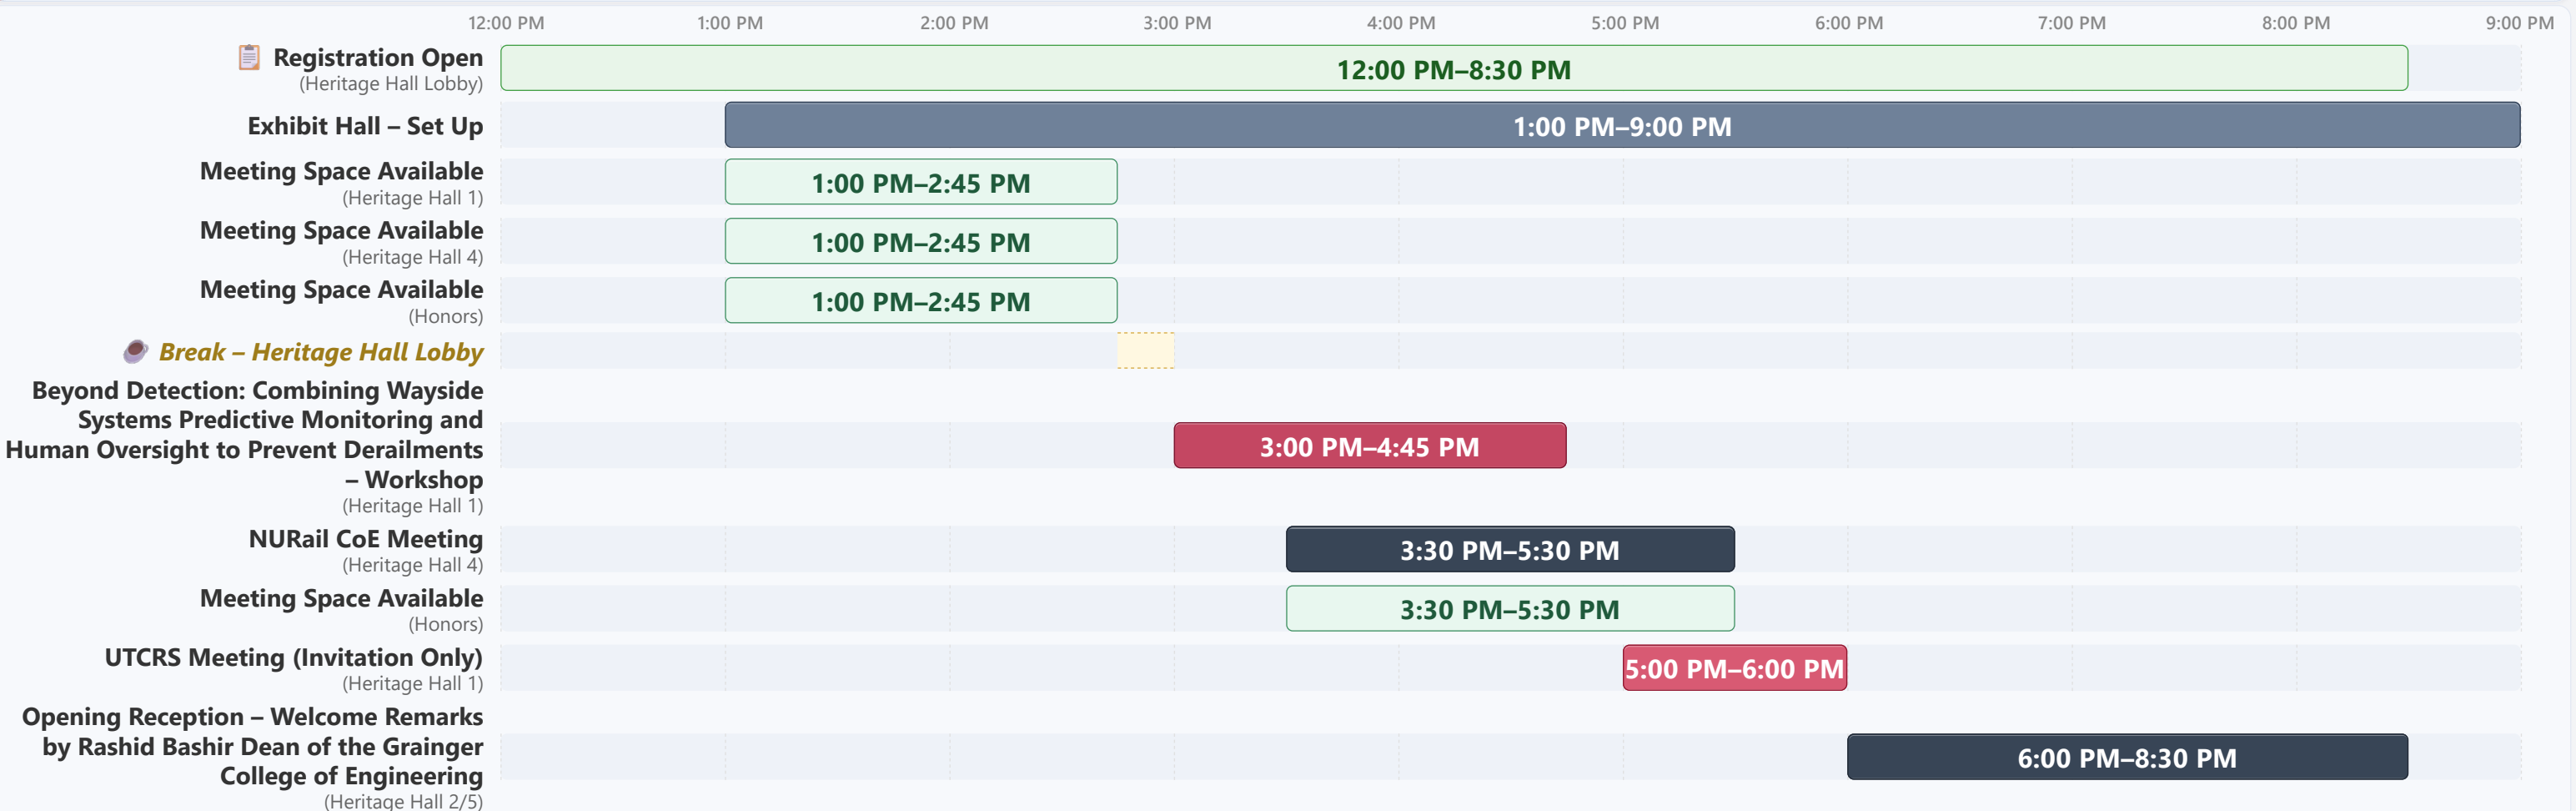 12:00 PM 1:00 PM 2:00 PM 3:00 PM 4:00 PM 5:00 PM 6:00 PM 7:00 PM 8:00 PM 9:00 PM
Registration Open
(Heritage Hall Lobby)
12:00 PM–8:30 PM
Exhibit Hall – Set Up
1:00 PM–9:00 PM
Meeting Space Available
(Heritage Hall 1)
1:00 PM–2:45 PM
Meeting Space Available
(Heritage Hall 4)
1:00 PM–2:45 PM
Meeting Space Available
(Honors)
1:00 PM–2:45 PM
Break – Heritage Hall Lobby
Beyond Detection: Combining Wayside
Systems Predictive Monitoring and
Human Oversight to Prevent Derailments
– Workshop
(Heritage Hall 1)
3:00 PM–4:45 PM
NURail CoE Meeting
(Heritage Hall 4)
3:30 PM–5:30 PM
Meeting Space Available
(Honors)
3:30 PM–5:30 PM
UTCRS Meeting (Invitation Only)
(Heritage Hall 1)
5:00 PM–6:00 PM
Opening Reception – Welcome Remarks
by Rashid Bashir Dean of the Grainger
College of Engineering
(Heritage Hall 2/5)
6:00 PM–8:30 PM